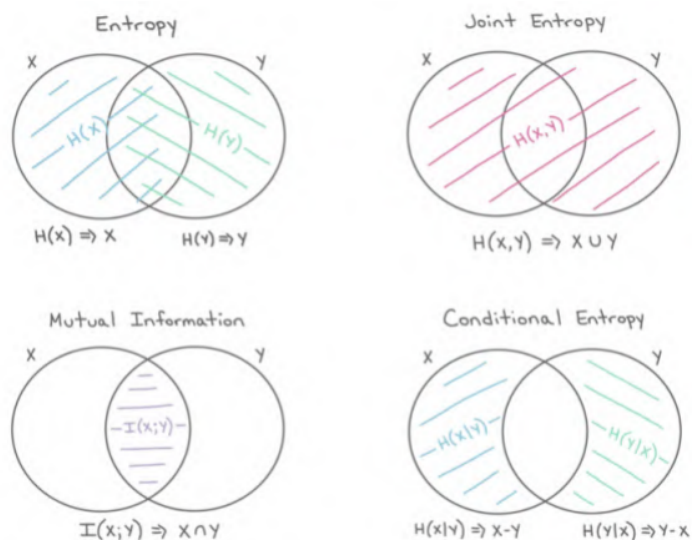 Entropy
X
Y
H(X)
H(Y)
H(X) ⇒ X
H(Y) ⇒ Y
Joint Entropy
X
Y
H(X,Y)
H(X,Y) ⇒ X ∪ Y
Mutual Information
X
Y
I(X;Y)
I(X;Y) ⇒ X ∩ Y
Conditional Entropy
X
Y
H(X|Y)
H(Y|X)
H(X|Y) ⇒ X-Y
H(Y|X) ⇒ Y-X